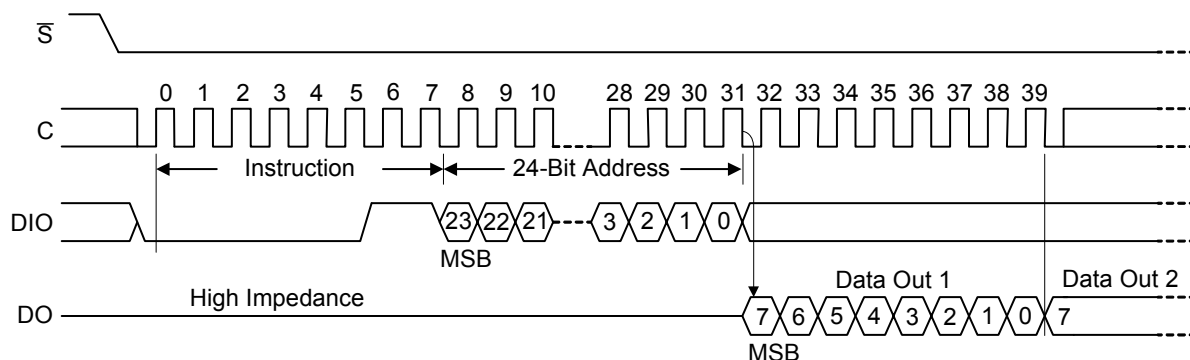 S
0 1 2 3 4 5 6 7 8 9 10 28 29 30 31 32 33 34 35 36 37 38 39
C
Instruction 24-Bit Address
DIO 23 22 21 3 2 1 0
MSB
High Impedance Data Out 1 Data Out 2
DO 7 6 5 4 3 2 1 0 7
MSB